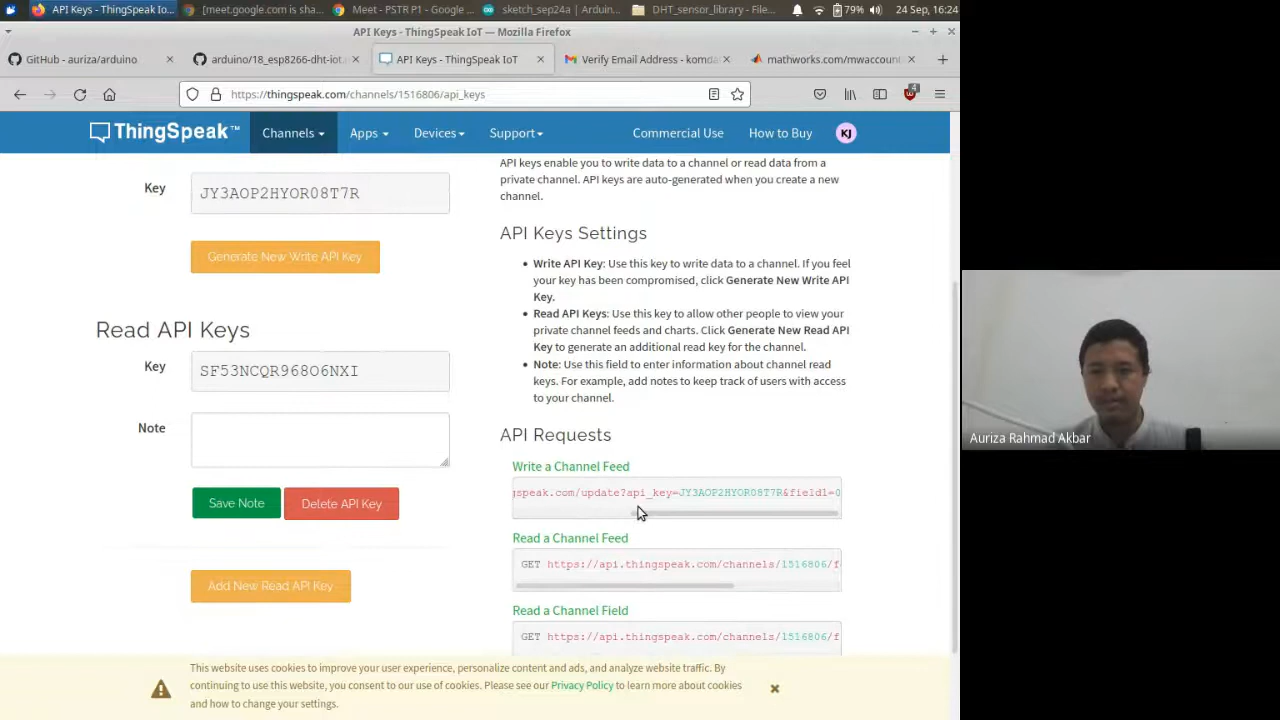 API Keys - ThingSpeak Io...
[meet.google.com is sha...
Meet - PSTR P1 - Google ...
sketch_sep24a | Arduin...
DHT_sensor_library - File...
79%
24 Sep, 16:24
API Keys - ThingSpeak IoT — Mozilla Firefox
GitHub - auriza/arduino
arduino/18_esp8266-dht-iot.m
API Keys - ThingSpeak IoT
Verify Email Address - komda
mathworks.com/mwaccoun
https://thingspeak.com/channels/1516806/api_keys
4
ThingSpeak™
Channels
Apps
Devices
Support
Commercial Use
How to Buy
KJ
Key
JY3AOP2HYOR08T7R
Generate New Write API Key
Read API Keys
Key
SF53NCQR968O6NXI
Note
Save Note
Delete API Key
Add New Read API Key
API keys enable you to write data to a channel or read data from a
private channel. API keys are auto-generated when you create a new
channel.
API Keys Settings
Write API Key: Use this key to write data to a channel. If you feel
your key has been compromised, click Generate New Write API
Key.
Read API Keys: Use this key to allow other people to view your
private channel feeds and charts. Click Generate New Read API
Key to generate an additional read key for the channel.
Note: Use this field to enter information about channel read
keys. For example, add notes to keep track of users with access
to your channel.
API Requests
Write a Channel Feed
gspeak.com/update?api_key=JY3AOP2HYOR08T7R&field1=0
Read a Channel Feed
GET https://api.thingspeak.com/channels/1516806/f
Read a Channel Field
GET https://api.thingspeak.com/channels/1516806/f
This website uses cookies to improve your user experience, personalize content and ads, and analyze website traffic. By
continuing to use this website, you consent to our use of cookies. Please see our Privacy Policy to learn more about cookies
and how to change your settings.
Auriza Rahmad Akbar